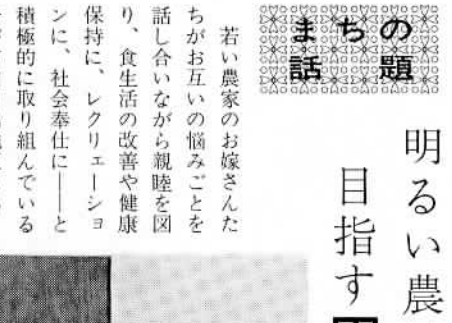 まちの
話題
明るい農
目指す
若い農家のお嫁さんた
ちがお互いの悩みごとを
話し合いながら親睦を図
り、食生活の改善や健康
保持に、レクリェーショ
ンに、社会奉仕に――と
積極的に取り組んでいる